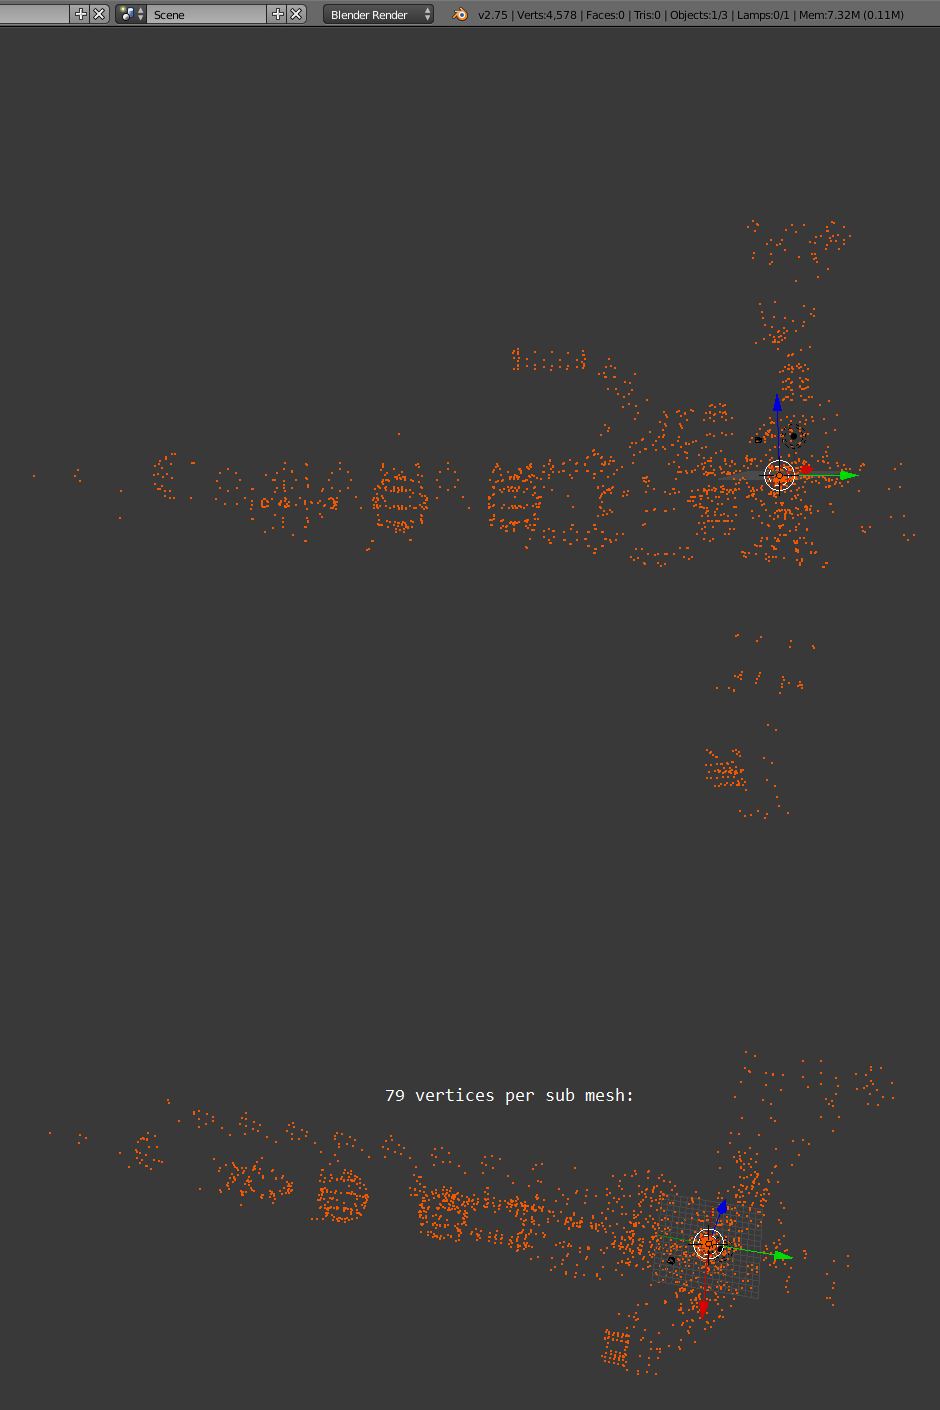 Scene
Blender Render
v2.75 | Verts:4,578 | Faces:0 | Tris:0 | Objects:1/3 | Lamps:0/1 | Mem:7.32M (0.11M)
79 vertices per sub mesh: